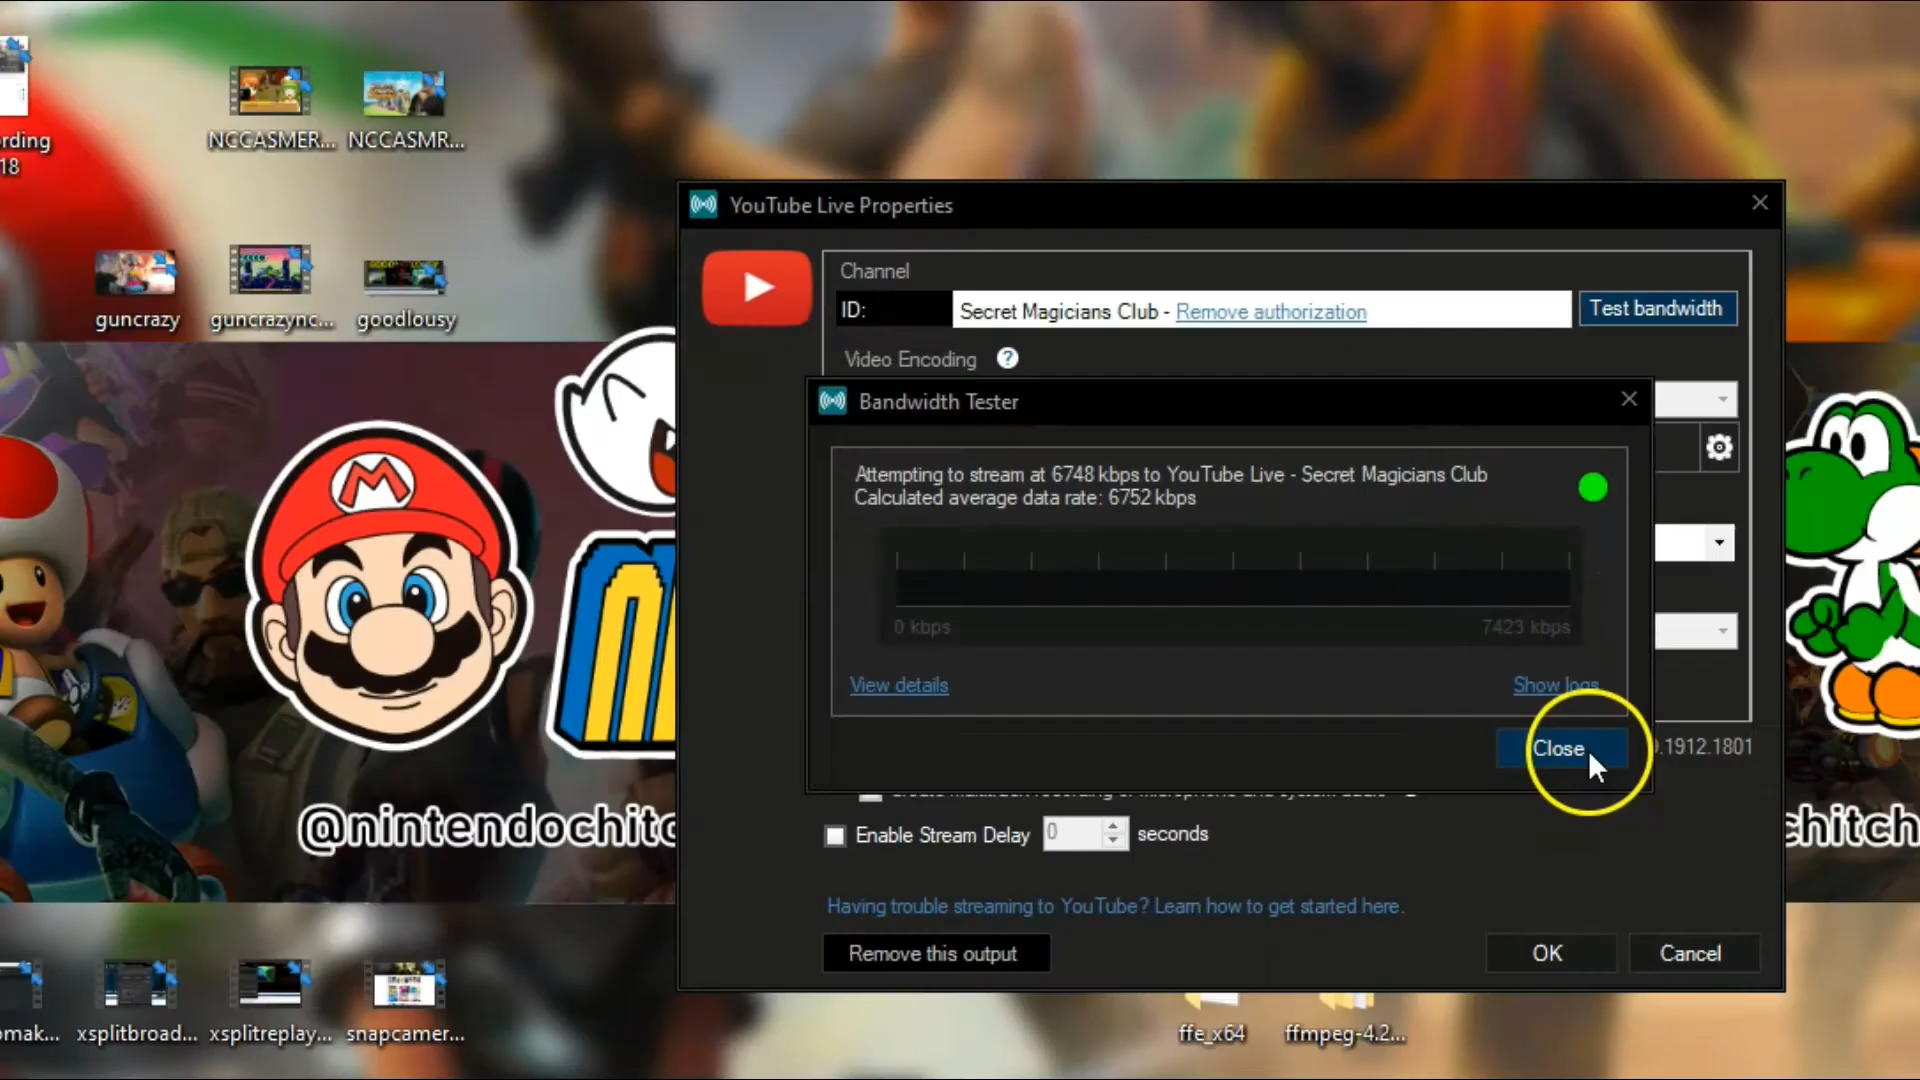 rding
18
NCCASMER...
NCCASMR...
guncrazy
guncrazync...
goodlousy
YouTube Live Properties
Channel
ID:
Secret Magicians Club - Remove authorization
Test bandwidth
Video Encoding
?
Bandwidth Tester
Attempting to stream at 6748 kbps to YouTube Live - Secret Magicians Club
Calculated average data rate: 6752 kbps
0 kbps
7423 kbps
View details
Show logs
Close
.1912.1801
M
@nintendochitc
chitch
Enable Stream Delay
0
seconds
Having trouble streaming to YouTube? Learn how to get started here.
Remove this output
OK
Cancel
omak...
xsplitbroad...
xsplitreplay...
snapcamer...
ffe_x64
ffmpeg-4.2...